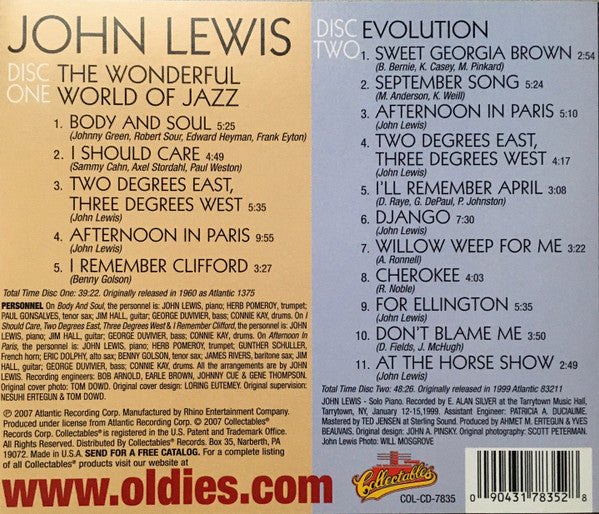 JOHN LEWIS
DISC ONE
THE WONDERFUL
WORLD OF JAZZ
1. BODY AND SOUL 5:25
(Johnny Green, Robert Sour, Edward Heyman, Frank Eyton)
2. I SHOULD CARE 4:49
(Sammy Cahn, Axel Stordahl, Paul Weston)
3. TWO DEGREES EAST,
THREE DEGREES WEST 5:35
(John Lewis)
4. AFTERNOON IN PARIS 9:55
(John Lewis)
5. I REMEMBER CLIFFORD 3:27
(Benny Golson)
Total Time Disc One: 39:22. Originally released in 1960 as Atlantic 1375
PERSONNEL On Body And Soul, the personnel is: JOHN LEWIS, piano; HERB POMEROY, trumpet;
PAUL GONSALVES, tenor sax; JIM HALL, guitar; GEORGE DUVIVIER, bass; CONNIE KAY, drums. On I
Should Care, Two Degrees East, Three Degrees West & I Remember Clifford, the personnel is: JOHN
LEWIS, piano; JIM HALL, guitar; GEORGE DUVIVIER, bass; CONNIE KAY, drums. On Afternoon In
Paris, the personnel is: JOHN LEWIS, piano; HERB POMEROY, trumpet; GUNTHER SCHULLER,
French horn; ERIC DOLPHY, alto sax; BENNY GOLSON, tenor sax; JAMES RIVERS, baritone sax; JIM
HALL, guitar; GEORGE DUVIVIER, bass; CONNIE KAY, drums. All the arrangements are by JOHN
LEWIS. Recording engineers: BOB ARNOLD, EARLE BROWN, JOHNNY CUE & GENE THOMPSON.
Original cover photo: TOM DOWD. Original cover design: LORING EUTEMEY. Original supervision:
NESUHI ERTEGUN & TOM DOWD.
℗ 2007 Atlantic Recording Corp. Manufactured by Rhino Entertainment Company.
Produced under license from Atlantic Recording Corp. © 2007 Collectables®
Records Corp. Collectables® is registered in the U.S. Patent and Trademark Office.
All Rights Reserved. Distributed By Collectables® Records. Box 35, Narberth, PA
19072. Made in U.S.A. SEND FOR A FREE CATALOG. For a complete listing
of all Collectables® products visit our website at
www.oldies.com
DISC TWO
EVOLUTION
1. SWEET GEORGIA BROWN 2:54
(B. Bernie, K. Casey, M. Pinkard)
2. SEPTEMBER SONG 5:24
(M. Anderson, K. Weill)
3. AFTERNOON IN PARIS 5:10
(John Lewis)
4. TWO DEGREES EAST,
THREE DEGREES WEST 4:17
(John Lewis)
5. I'LL REMEMBER APRIL 3:08
(D. Raye, G. DePaul, P. Johnston)
6. DJANGO 7:30
(John Lewis)
7. WILLOW WEEP FOR ME 3:22
(A. Ronnell)
8. CHEROKEE 4:03
(R. Noble)
9. FOR ELLINGTON 5:35
(John Lewis)
10. DON'T BLAME ME 3:50
(D. Fields, J. McHugh)
11. AT THE HORSE SHOW 2:49
(John Lewis)
Total Time Disc Two: 48:26. Originally released in 1999 Atlantic 83211
JOHN LEWIS - Solo Piano. Recorded by E. ALAN SILVER at the Tarrytown Music Hall,
Tarrytown, NY, January 12-15,1999. Assistant Engineer: PATRICIA A. DUCIAUME.
Mastered by TED JENSEN at Sterling Sound. Produced by AHMET M. ERTEGUN & YVES
BEAUVAIS. Original design: JOHN A. PINSKY. Original photography: SCOTT PETERMAN.
John Lewis Photo: WILL MOSGROVE
Collectables
COL-CD-7835
0 90431 78352 8